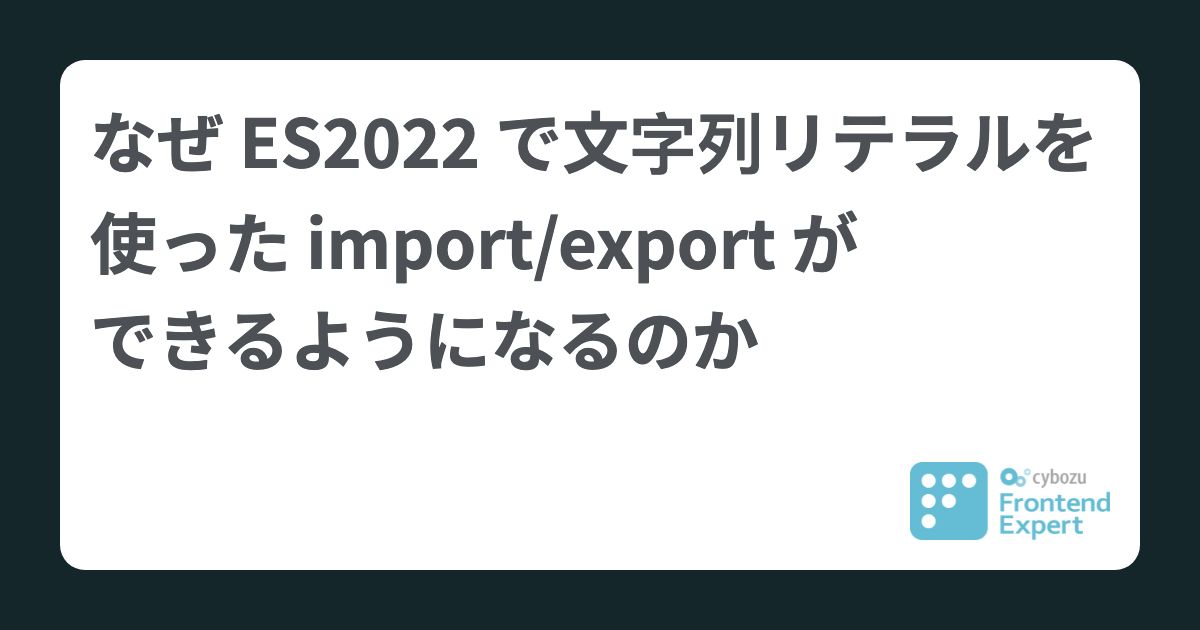 なぜ ES2022 で文字列リテラルを
使った import/export が
できるようになるのか
cybozu
Frontend
Expert